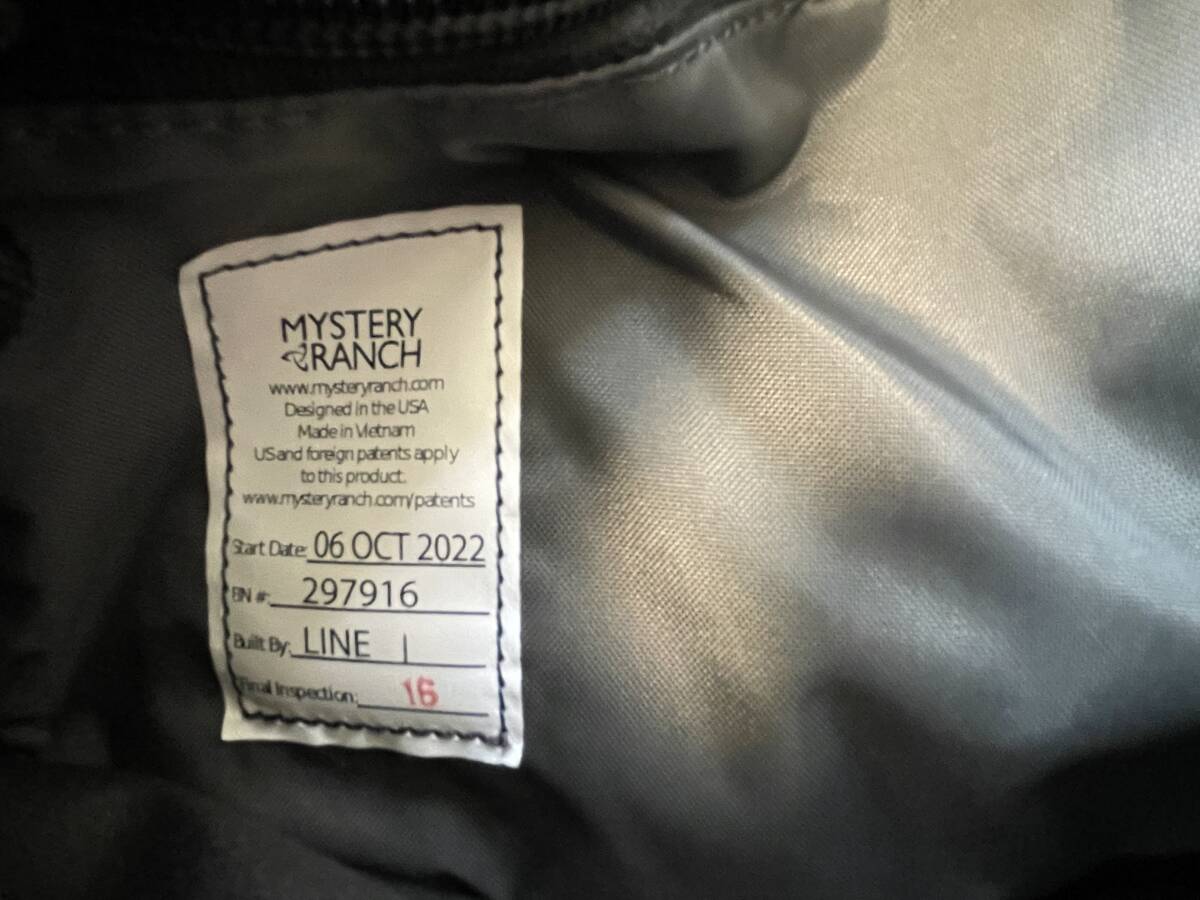 MYSTERY
RANCH
www.mysteryranch.com
Designed in the USA
Made in Vietnam
US and foreign patents apply
to this product.
www.mysteryranch.com/patents
Start Date: 06 OCT 2022
BN #: 297916
Built By: LINE 1
Final Inspection: 16